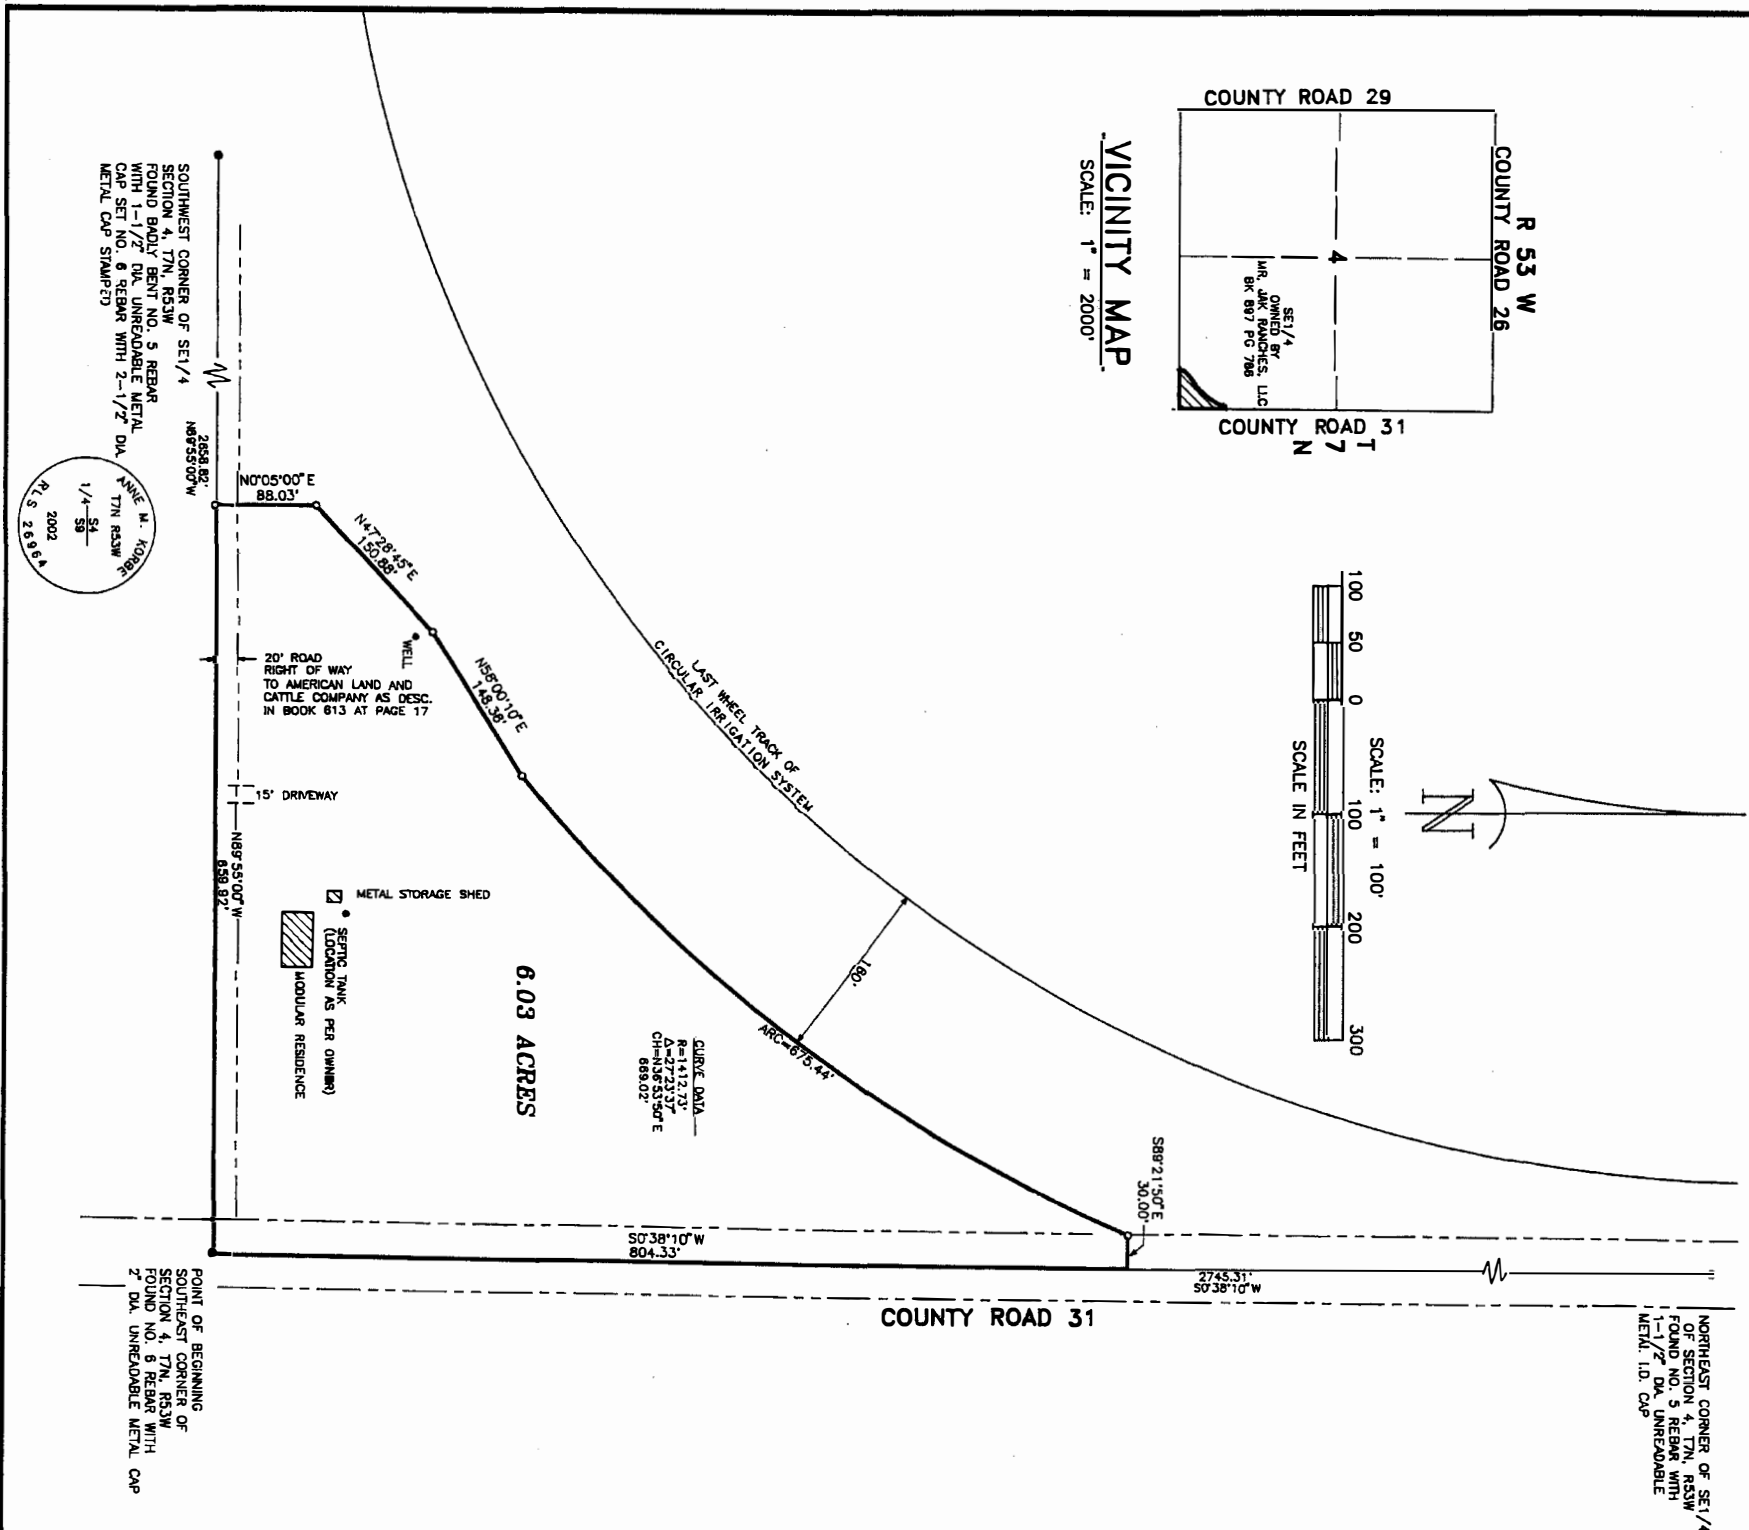 COUNTY ROAD 29
COUNTY ROAD 26
R 53 W
4
SE1/4
OWNED BY
MR. JAK RANCHES, LLC
BK 897 PG 786
COUNTY ROAD 31
T
7
N
VICINITY MAP
SCALE: 1" = 2000'
100 50 0 100 200 300
SCALE: 1" = 100'
SCALE IN FEET
N
SOUTHWEST CORNER OF SE1/4
SECTION 4, T7N, R53W
FOUND BADLY BENT NO. 5 REBAR
WITH 1-1/2" DIA. UNREADABLE METAL
CAP SET NO. 6 REBAR WITH 2-1/2" DIA.
METAL CAP STAMPED
ANNE M. KORBE
T7N R53W
1/4 S4
S9
2002
RLS 26964
2658.82'
N89°55'00"W
N0°05'00"E
88.03'
N47°28'45"E
150.88'
WELL
N58°00'10"E
148.38'
20' ROAD
RIGHT OF WAY
TO AMERICAN LAND AND
CATTLE COMPANY AS DESC.
IN BOOK 613 AT PAGE 17
15' DRIVEWAY
N89°55'00"W
858.92'
METAL STORAGE SHED
SEPTIC TANK
(LOCATION AS PER OWNER)
MODULAR RESIDENCE
6.03 ACRES
LAST WHEEL TRACK OF
CIRCULAR IRRIGATION SYSTEM
160'
ARC=675.44'
CURVE DATA
R=1412.73'
Δ=27°23'37"
CH=N36°53'50"E
669.02'
S89°21'50"E
30.00'
S0°38'10"W
804.33'
2745.31'
S0°38'10"W
COUNTY ROAD 31
POINT OF BEGINNING
SOUTHEAST CORNER OF
SECTION 4, T7N, R53W
FOUND NO. 6 REBAR WITH
2" DIA. UNREADABLE METAL CAP
NORTHEAST CORNER OF SE1/4
OF SECTION 4, T7N, R53W
FOUND NO. 5 REBAR WITH
1-1/2" DIA. UNREADABLE
METAL I.D. CAP